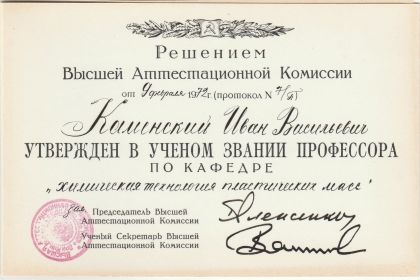 Решением
Высшей Аттестационной Комиссии
от 9 февраля 1972 г. (протокол N
Каменский Иван Васильевич
УТВЕРЖДЕН В УЧЕНОМ ЗВАНИИ ПРОФЕССОРА
ПО КАФЕДРЕ
„химическая технология пластических масс"
зам. Председатель Высшей
Аттестационной Комиссии
Ученый Секретарь Высшей
Аттестационной Комиссии